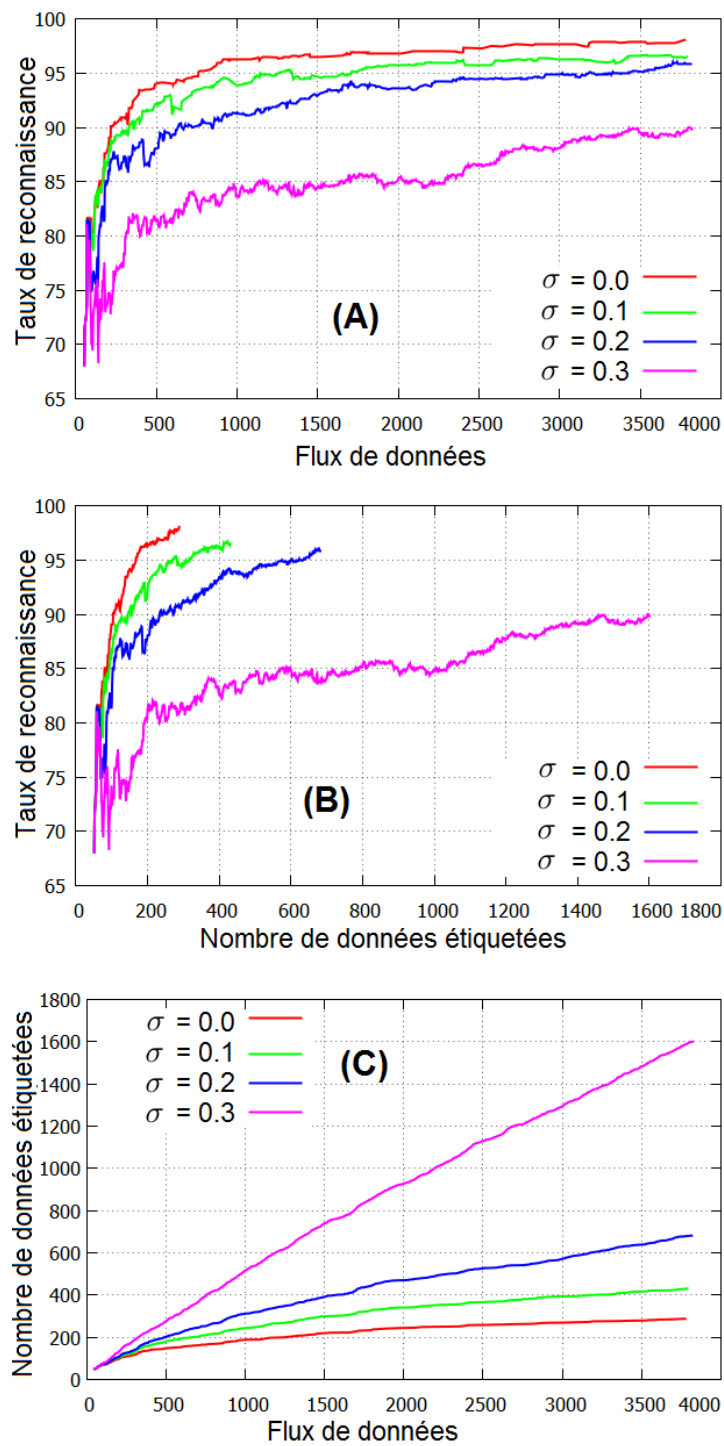 Taux de reconnaissance
100
95
90
85
80
75
70
65
σ = 0.0
σ = 0.1
σ = 0.2
σ = 0.3
(A)
0 500 1000 1500 2000 2500 3000 3500 4000
Flux de données
Taux de reconnaissance
100
95
90
85
80
75
70
65
σ = 0.0
σ = 0.1
σ = 0.2
σ = 0.3
(B)
0 200 400 600 800 1000 1200 1400 1600 1800
Nombre de données étiquetées
Nombre de données étiquetées
1800
1600
1400
1200
1000
800
600
400
200
0
σ = 0.0
σ = 0.1
σ = 0.2
σ = 0.3
(C)
0 500 1000 1500 2000 2500 3000 3500 4000
Flux de données